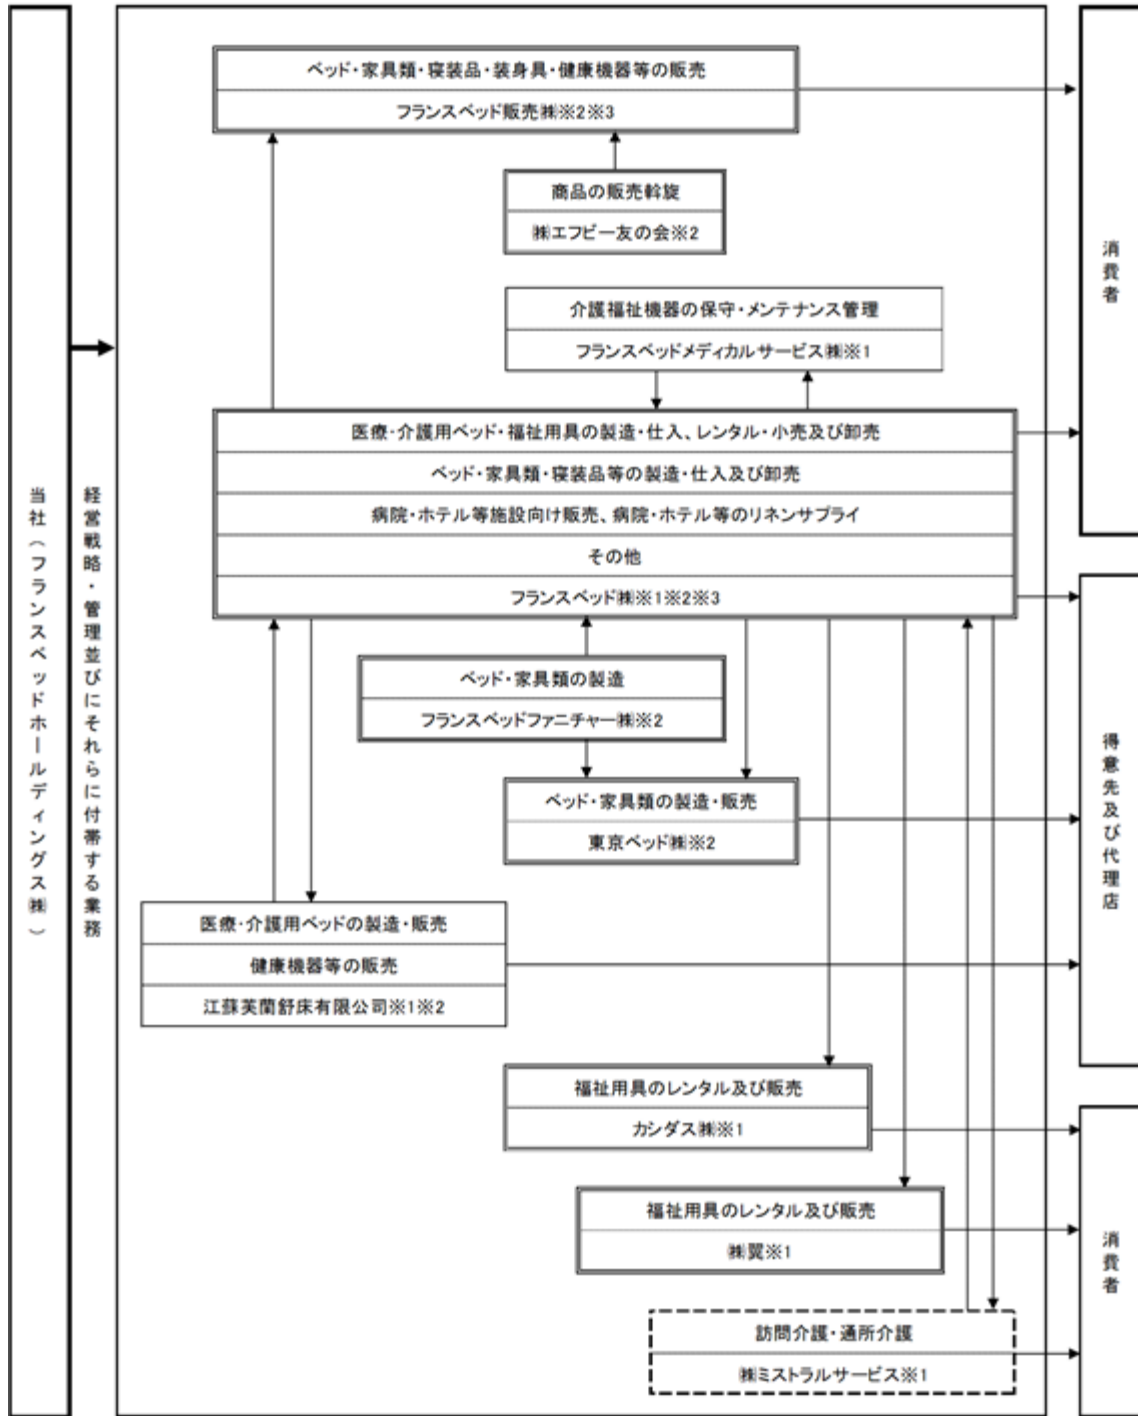 当社（フランスベッドホールディングス㈱）
経営戦略・管理並びにそれらに付帯する業務
ベッド・家具類・寝装品・装身具・健康機器等の販売
フランスベッド販売㈱※2※3
商品の販売斡旋
㈱エフビー友の会※2
介護福祉機器の保守・メンテナンス管理
フランスベッドメディカルサービス㈱※1
医療・介護用ベッド・福祉用具の製造・仕入、レンタル・小売及び卸売
ベッド・家具類・寝装品等の製造・仕入及び卸売
病院・ホテル等施設向け販売、病院・ホテル等のリネンサプライ
その他
フランスベッド㈱※1※2※3
ベッド・家具類の製造
フランスベッドファニチャー㈱※2
ベッド・家具類の製造・販売
東京ベッド㈱※2
医療・介護用ベッドの製造・販売
健康機器等の販売
江蘇芙蘭舒床有限公司※1※2
福祉用具のレンタル及び販売
カシダス㈱※1
福祉用具のレンタル及び販売
㈱翼※1
訪問介護・通所介護
㈱ミストラルサービス※1
消費者
得意先及び代理店
消費者